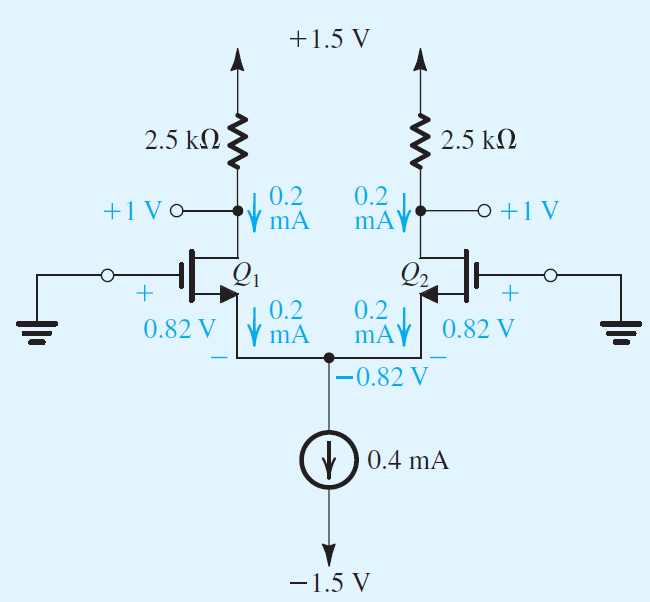 +1.5 V
2.5 kΩ
2.5 kΩ
+1 V
0.2
mA
0.2
mA
+1 V
Q1
Q2
+
+
0.82 V
0.2
mA
0.2
mA
0.82 V
−
−
−0.82 V
0.4 mA
−1.5 V